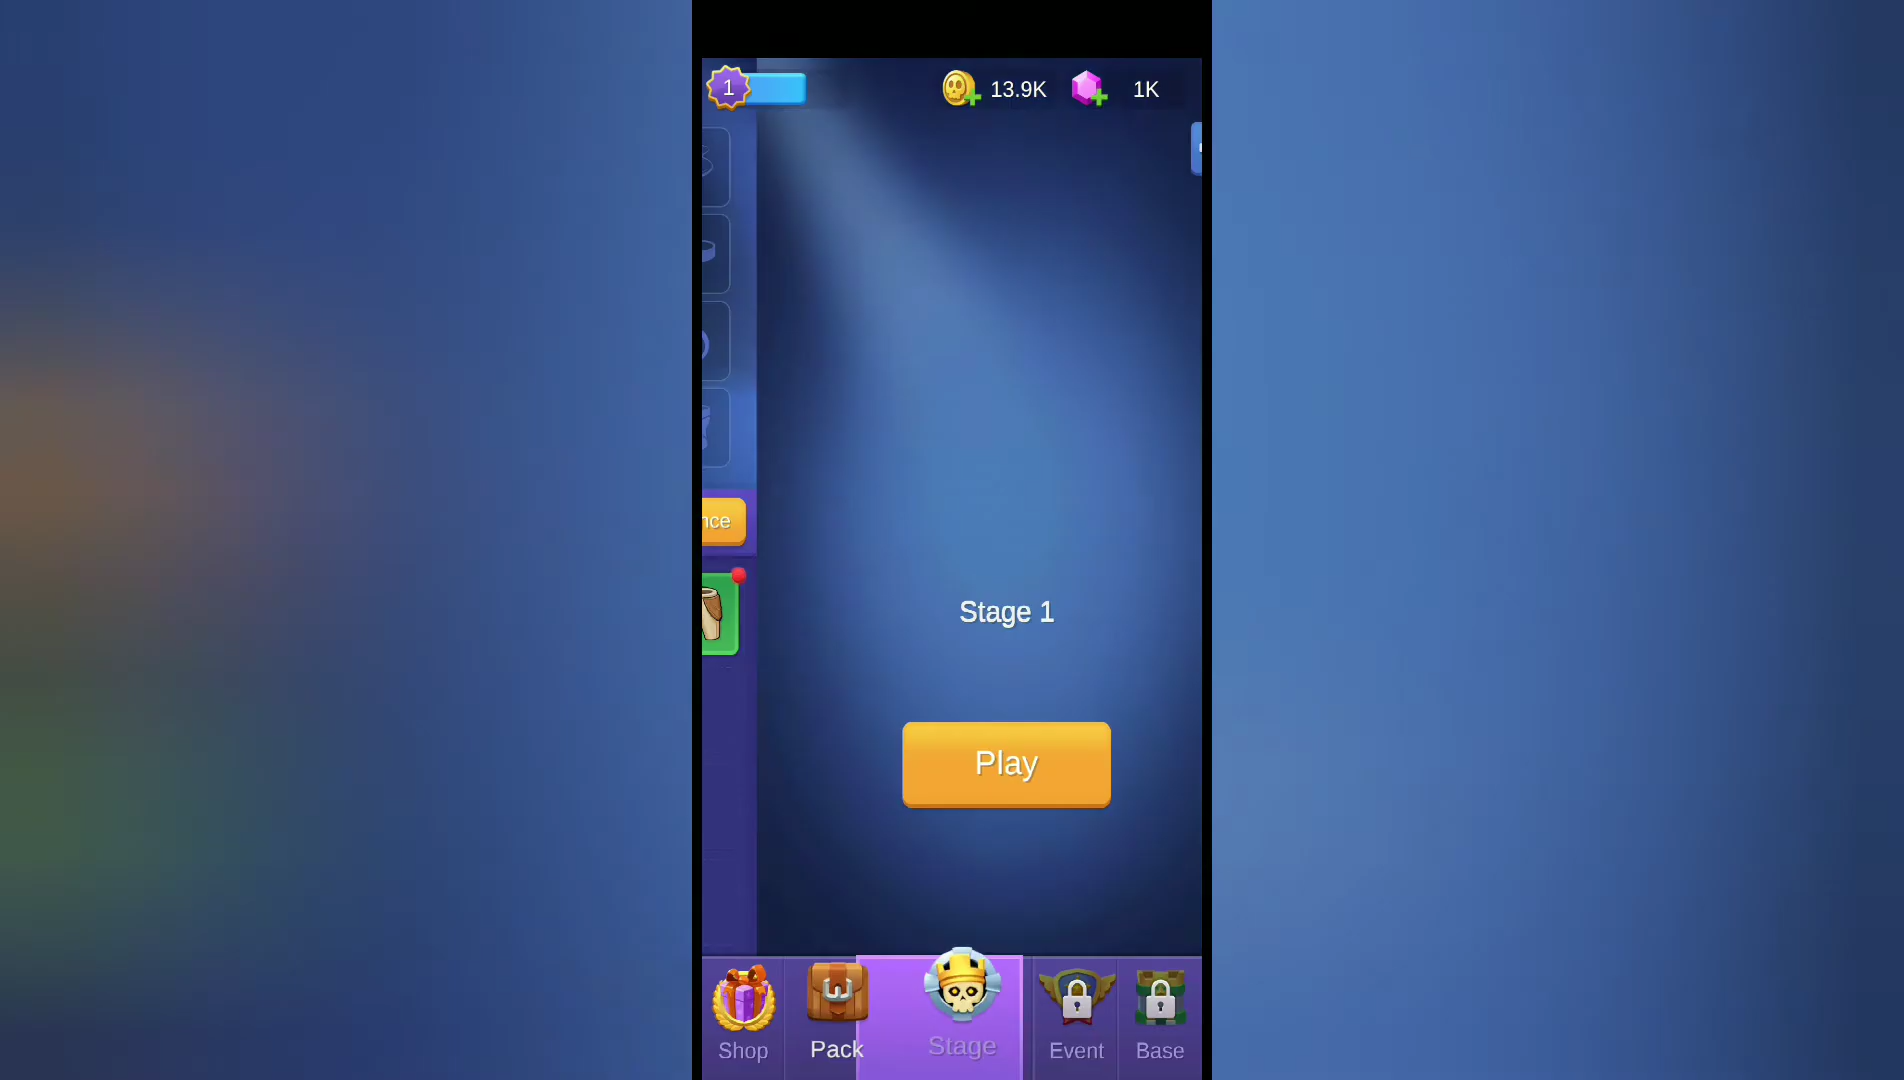 1
13.9K
1K
nce
Stage 1
Play
Shop
Pack
Stage
Event
Base